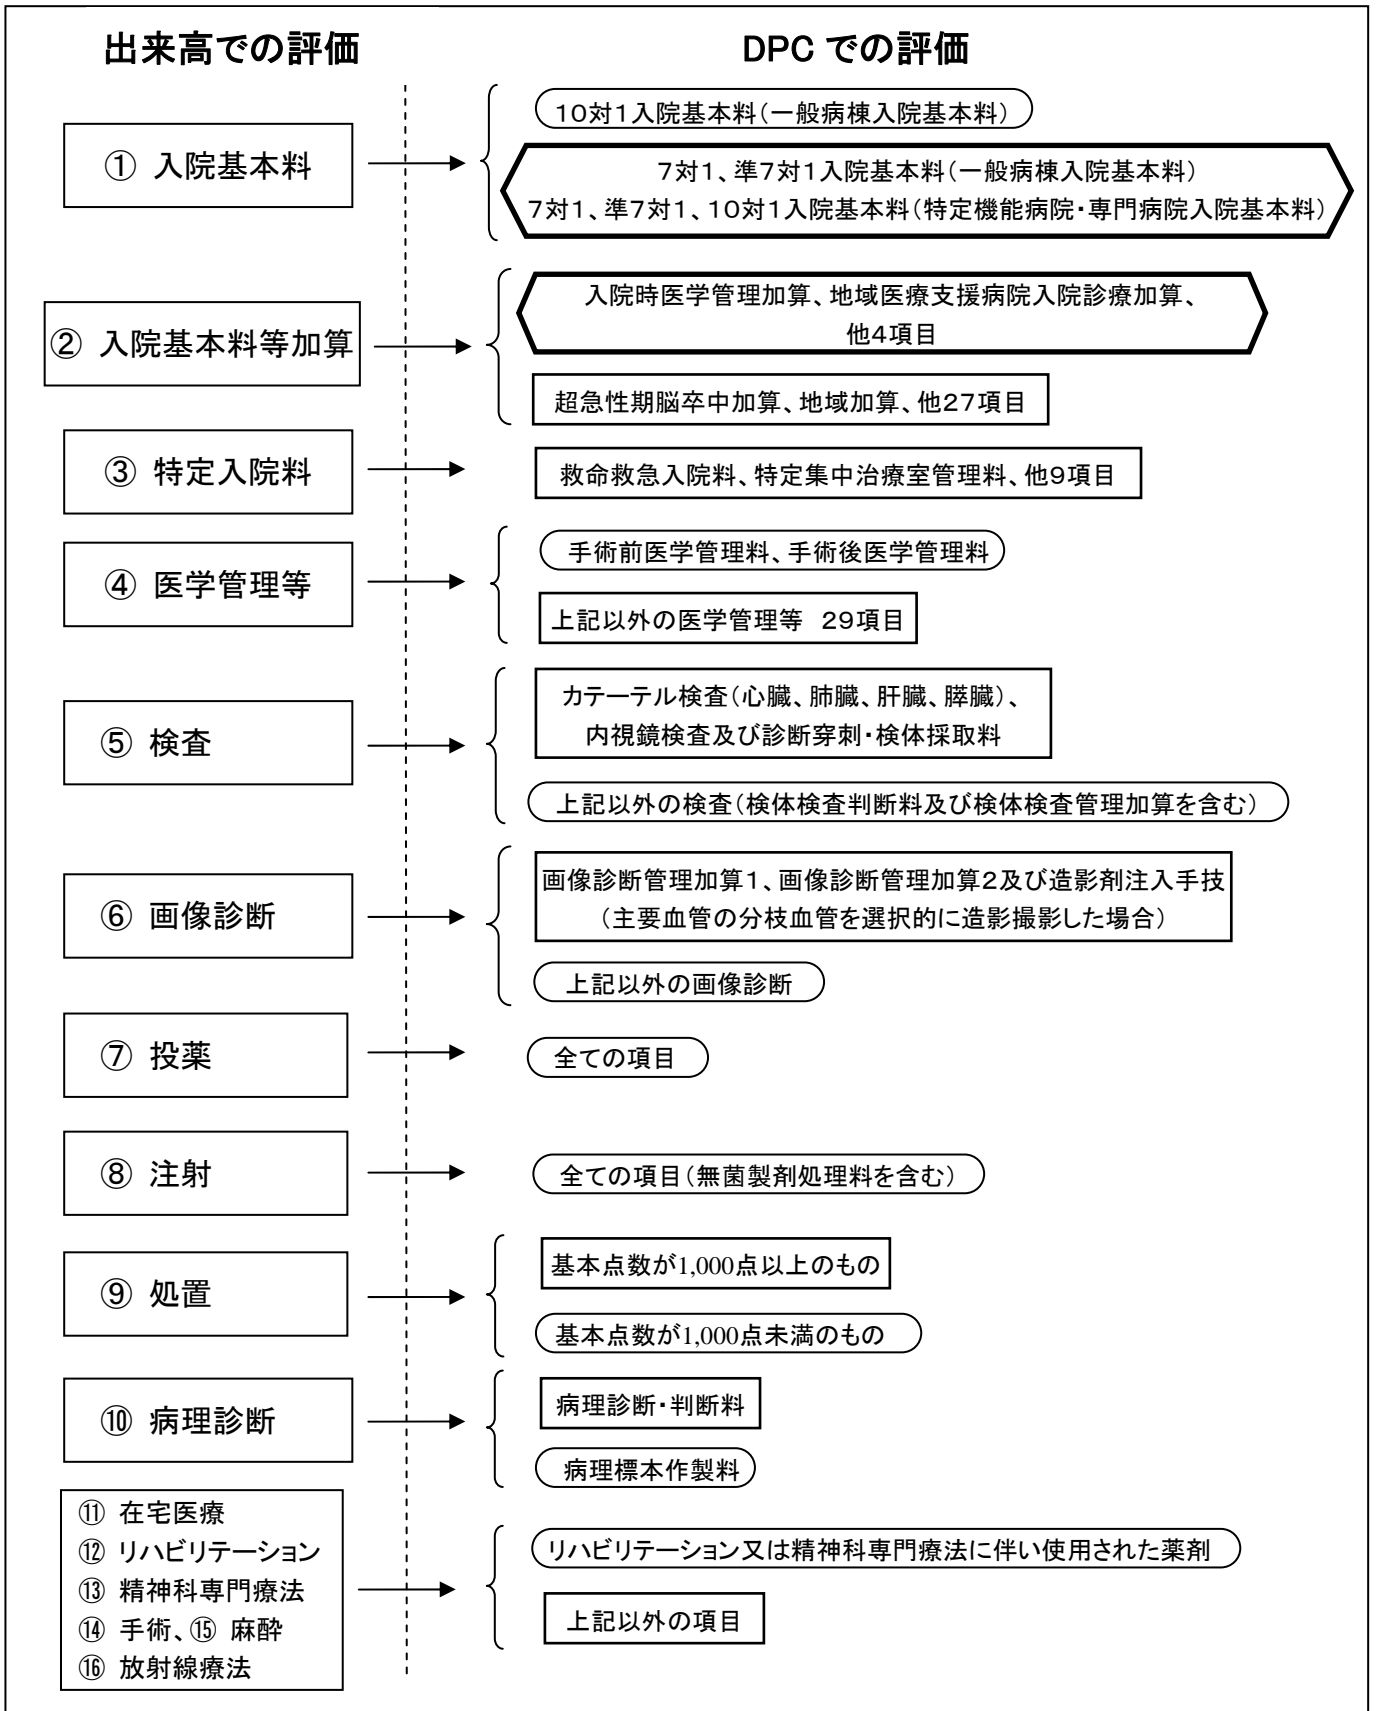 出来高での評価
DPC での評価
① 入院基本料
10対1入院基本料(一般病棟入院基本料)
7対1、準7対1入院基本料(一般病棟入院基本料)
7対1、準7対1、10対1入院基本料(特定機能病院・専門病院入院基本料)
② 入院基本料等加算
入院時医学管理加算、地域医療支援病院入院診療加算、
他4項目
超急性期脳卒中加算、地域加算、他27項目
③ 特定入院料
救命救急入院料、特定集中治療室管理料、他9項目
④ 医学管理等
手術前医学管理料、手術後医学管理料
上記以外の医学管理等 29項目
⑤ 検査
カテーテル検査(心臓、肺臓、肝臓、膵臓)、
内視鏡検査及び診断穿刺・検体採取料
上記以外の検査(検体検査判断料及び検体検査管理加算を含む)
⑥ 画像診断
画像診断管理加算1、画像診断管理加算2及び造影剤注入手技
(主要血管の分枝血管を選択的に造影撮影した場合)
上記以外の画像診断
⑦ 投薬
全ての項目
⑧ 注射
全ての項目(無菌製剤処理料を含む)
⑨ 処置
基本点数が1,000点以上のもの
基本点数が1,000点未満のもの
⑩ 病理診断
病理診断・判断料
病理標本作製料
⑪ 在宅医療
⑫ リハビリテーション
⑬ 精神科専門療法
⑭ 手術、⑮ 麻酔
⑯ 放射線療法
リハビリテーション又は精神科専門療法に伴い使用された薬剤
上記以外の項目